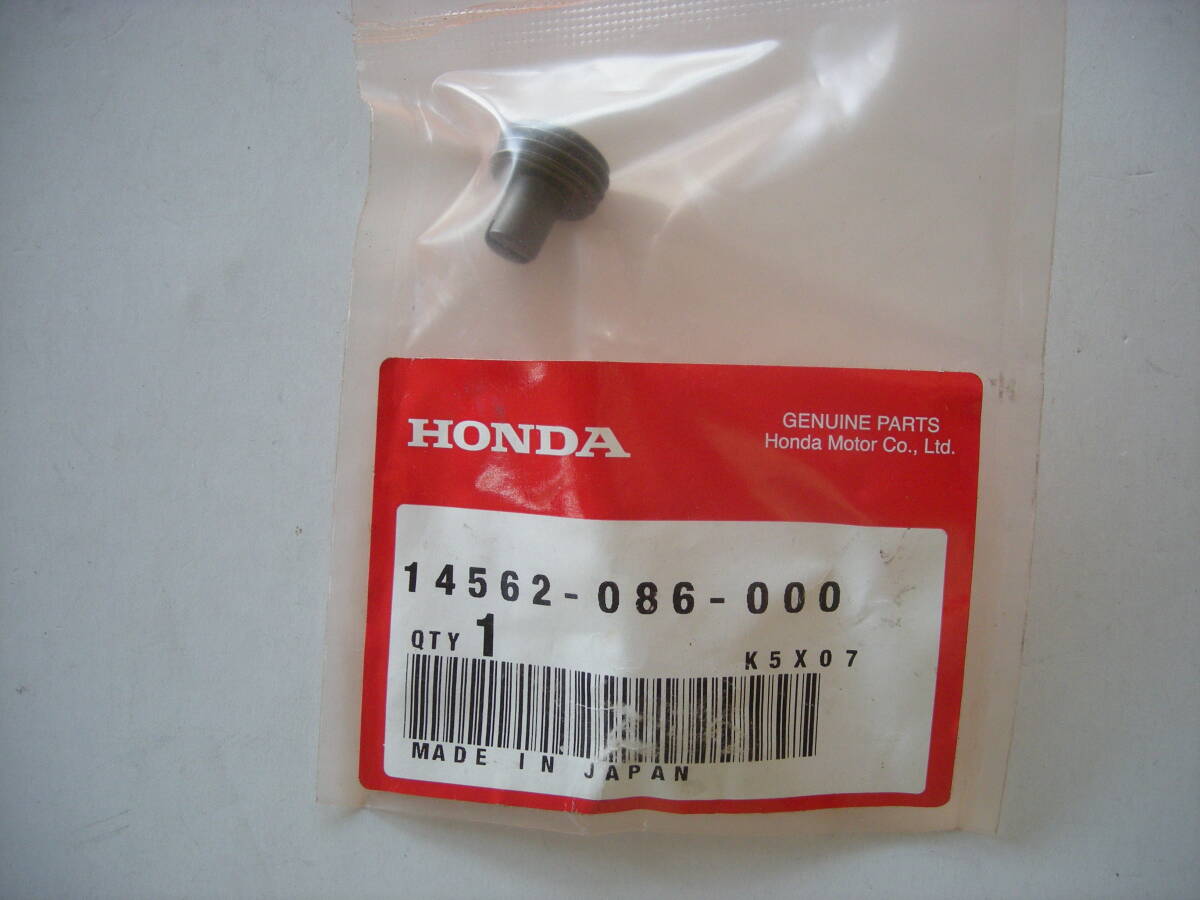 HONDA
GENUINE PARTS
Honda Motor Co., Ltd.
14562-086-000
QTY 1
K5X07
MADE IN JAPAN